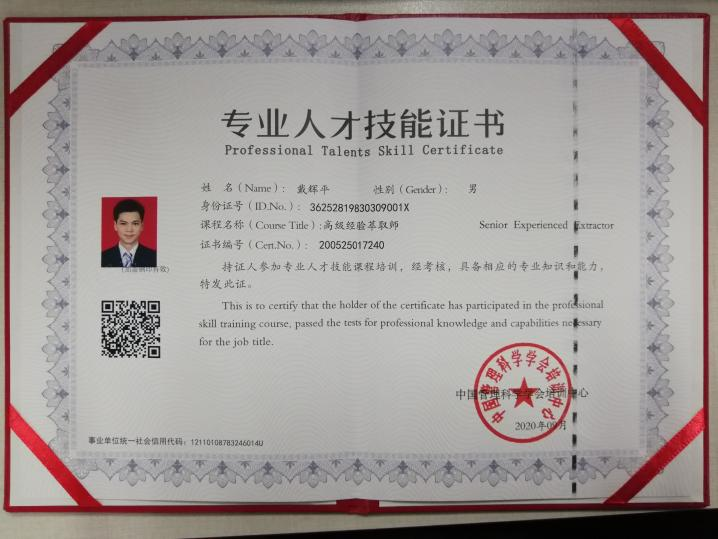 专业人才技能证书
Professional Talents Skill Certificate
姓 名（Name）: 戴辉平 性别（Gender）: 男
身份证号（ID.No.）: 36252819830309001X
课程名称（Course Title）:高级经验萃取师 Senior Experienced Extractor
证书编号（Cert.No.）: 200525017240
(加盖钢印有效)
持证人参加专业人才技能课程培训，经考核，具备相应的专业知识和能力，
特发此证。
This is to certify that the holder of the certificate has participated in the professional
skill training course, passed the tests for professional knowledge and capabilities necessary
for the job title.
中国管理科学学会培训中心
中国管理科学学会培训中心
2020年09月
事业单位统一社会信用代码：12110108783246014U